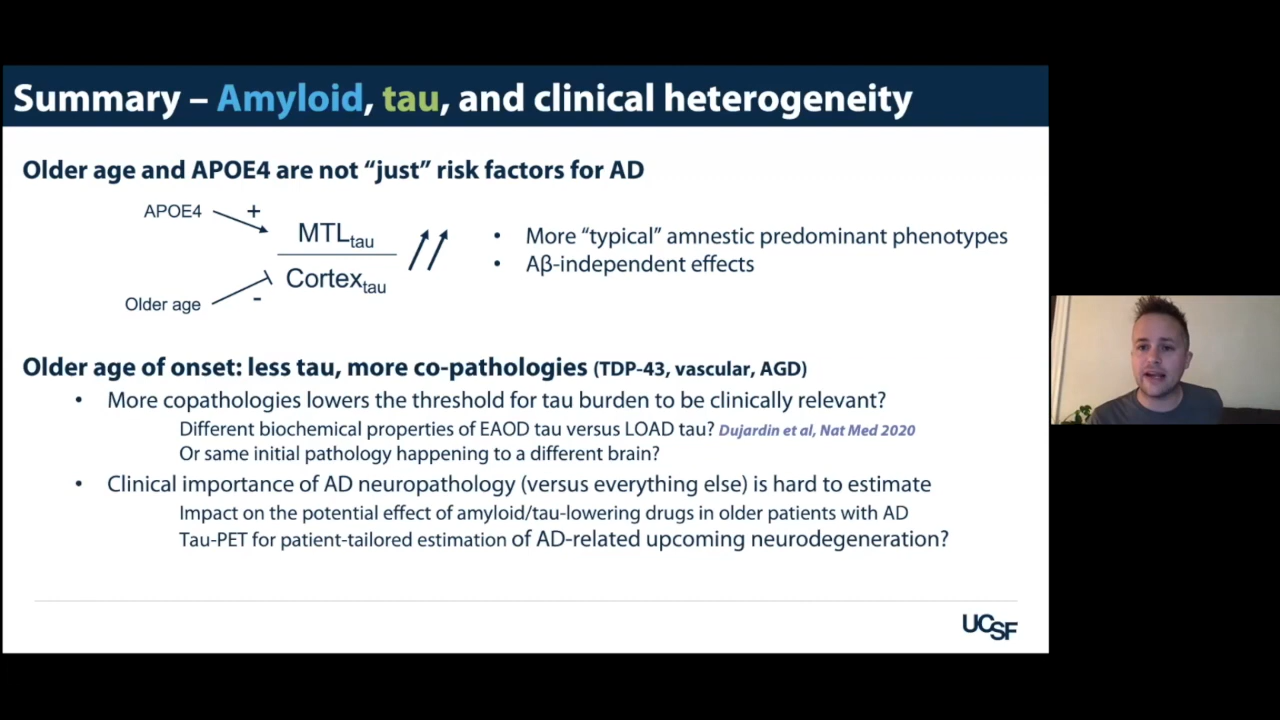 Summary – Amyloid, tau, and clinical heterogeneity
Older age and APOE4 are not “just” risk factors for AD
APOE4
+
MTLtau
Cortextau
Older age
-
• More “typical” amnestic predominant phenotypes
• Aβ-independent effects
Older age of onset: less tau, more co-pathologies (TDP-43, vascular, AGD)
• More copathologies lowers the threshold for tau burden to be clinically relevant?
Different biochemical properties of EAOD tau versus LOAD tau? Dujardin et al, Nat Med 2020
Or same initial pathology happening to a different brain?
• Clinical importance of AD neuropathology (versus everything else) is hard to estimate
Impact on the potential effect of amyloid/tau-lowering drugs in older patients with AD
Tau-PET for patient-tailored estimation of AD-related upcoming neurodegeneration?
UCSF